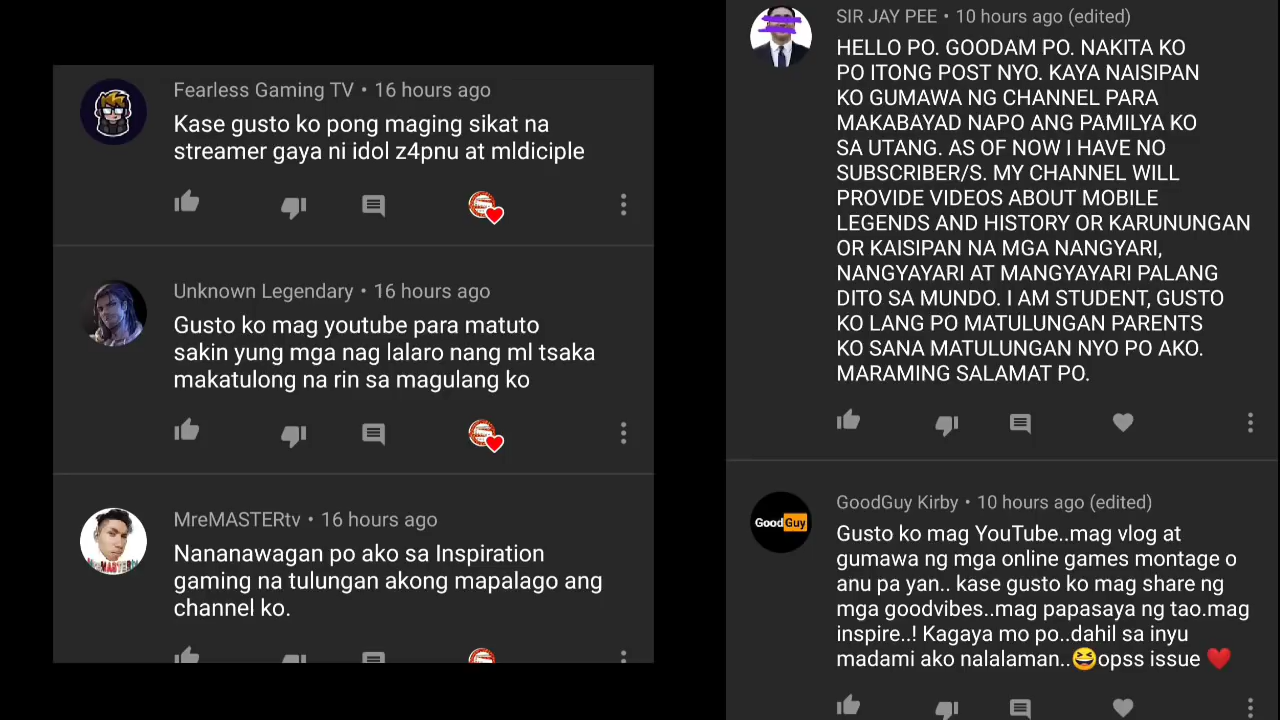 Fearless Gaming TV • 16 hours ago
Kase gusto ko pong maging sikat na
streamer gaya ni idol z4pnu at mldiciple
Unknown Legendary • 16 hours ago
Gusto ko mag youtube para matuto
sakin yung mga nag lalaro nang ml tsaka
makatulong na rin sa magulang ko
MreMASTERtv • 16 hours ago
Nananawagan po ako sa Inspiration
gaming na tulungan akong mapalago ang
channel ko.
SIR JAY PEE • 10 hours ago (edited)
HELLO PO. GOODAM PO. NAKITA KO
PO ITONG POST NYO. KAYA NAISIPAN
KO GUMAWA NG CHANNEL PARA
MAKABAYAD NAPO ANG PAMILYA KO
SA UTANG. AS OF NOW I HAVE NO
SUBSCRIBER/S. MY CHANNEL WILL
PROVIDE VIDEOS ABOUT MOBILE
LEGENDS AND HISTORY OR KARUNUNGAN
OR KAISIPAN NA MGA NANGYARI,
NANGYAYARI AT MANGYAYARI PALANG
DITO SA MUNDO. I AM STUDENT, GUSTO
KO LANG PO MATULUNGAN PARENTS
KO SANA MATULUNGAN NYO PO AKO.
MARAMING SALAMAT PO.
GoodGuy
GoodGuy Kirby • 10 hours ago (edited)
Gusto ko mag YouTube..mag vlog at
gumawa ng mga online games montage o
anu pa yan.. kase gusto ko mag share ng
mga goodvibes..mag papasaya ng tao.mag
inspire..! Kagaya mo po..dahil sa inyu
madami ako nalalaman..😆opss issue ❤️